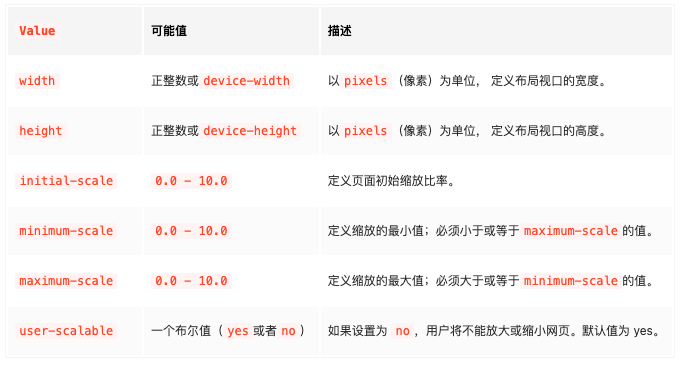 Value 可能值 描述
width 正整数或 device-width 以 pixels （像素）为单位， 定义布局视口的宽度。
height 正整数或 device-height 以 pixels （像素）为单位， 定义布局视口的高度。
initial-scale 0.0 - 10.0 定义页面初始缩放比率。
minimum-scale 0.0 - 10.0 定义缩放的最小值；必须小于或等于 maximum-scale 的值。
maximum-scale 0.0 - 10.0 定义缩放的最大值；必须大于或等于 minimum-scale 的值。
user-scalable 一个布尔值（ yes 或者 no ） 如果设置为 no ，用户将不能放大或缩小网页。默认值为 yes。